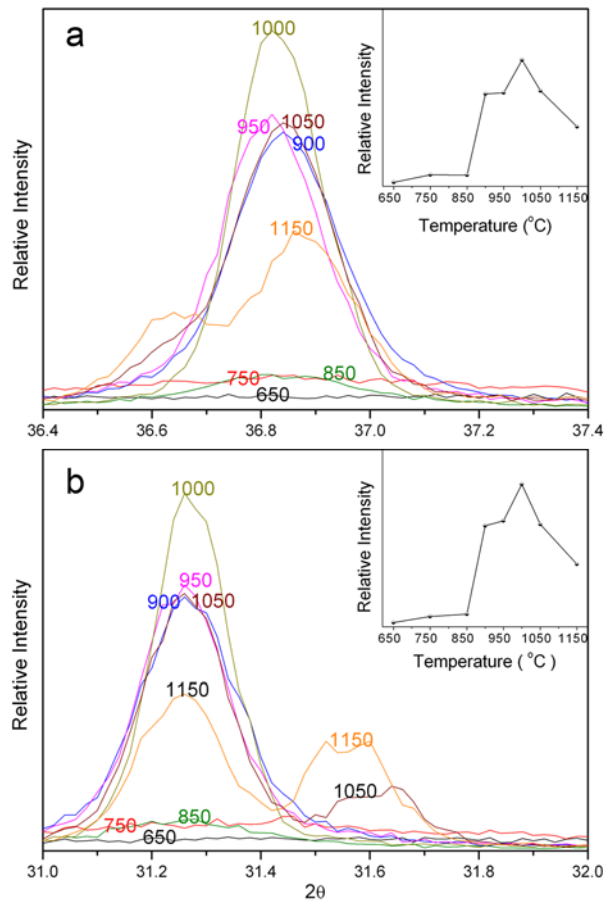 a
1000
950
1050
900
1150
750
850
650
Relative Intensity
36.4 36.6 36.8 37.0 37.2 37.4
Relative Intensity
650 750 850 950 1050 1150
Temperature (°C)
b
1000
950
900
1050
1150
1150
1050
750
850
650
Relative Intensity
31.0 31.2 31.4 31.6 31.8 32.0
2θ
Relative Intensity
650 750 850 950 1050 1150
Temperature ( °C )